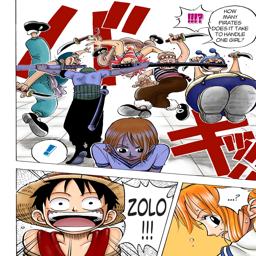 !!!?
HOW
MANY
PIRATES
DOES IT TAKE
TO HANDLE
ONE GIRL?
ZOLO
!!!
...?